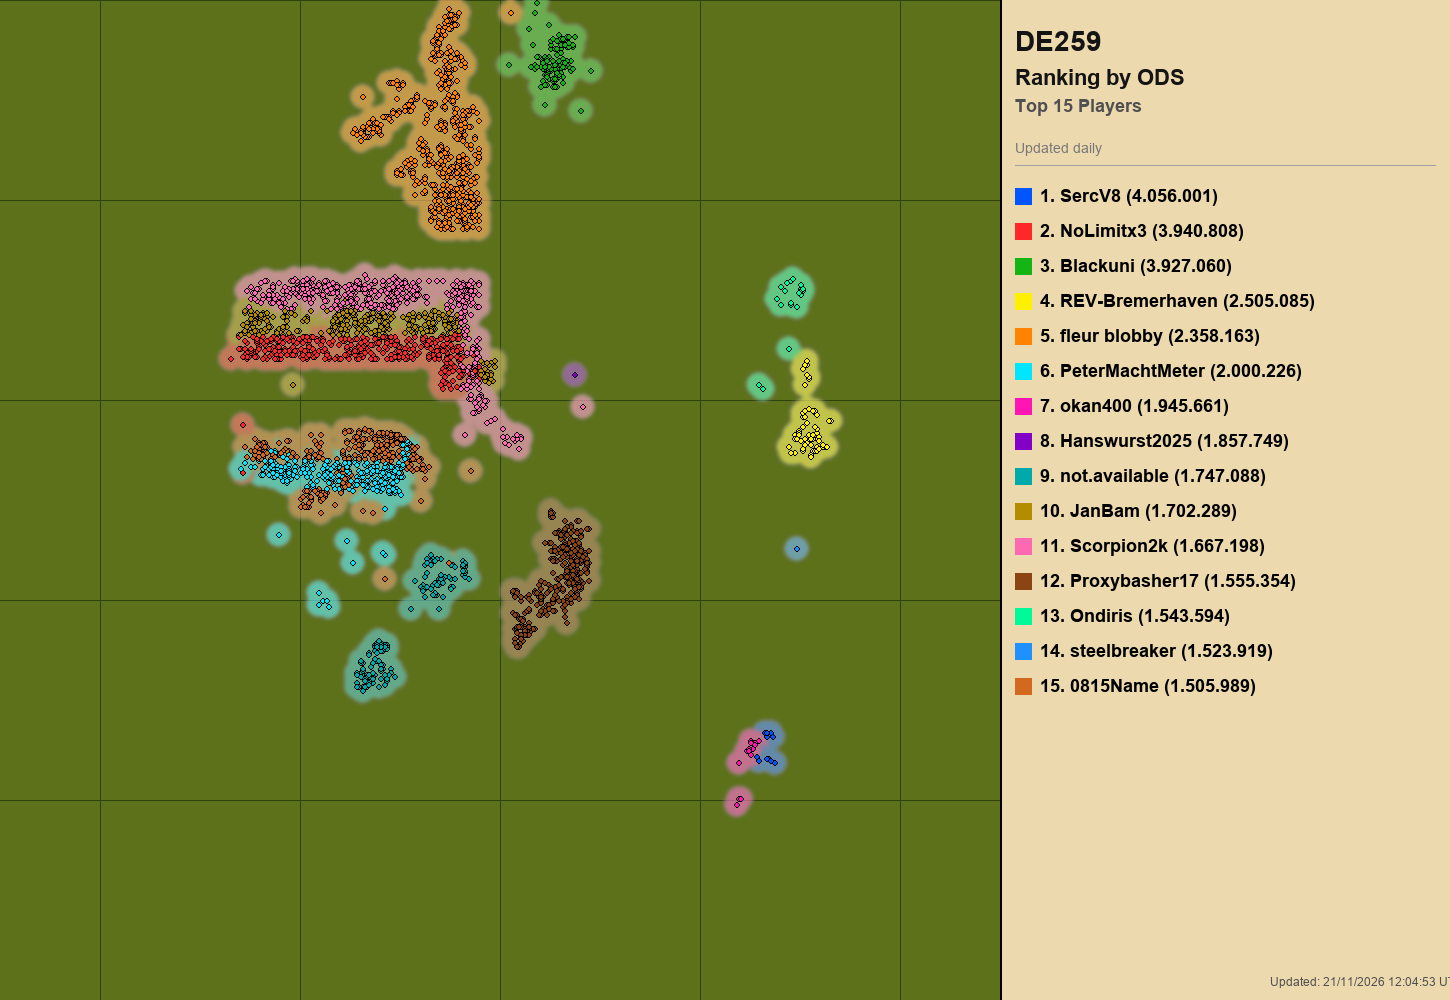 DE259
Ranking by ODS
Top 15 Players
Updated daily
1. SercV8 (4.056.001)
2. NoLimitx3 (3.940.808)
3. Blackuni (3.927.060)
4. REV-Bremerhaven (2.505.085)
5. fleur blobby (2.358.163)
6. PeterMachtMeter (2.000.226)
7. okan400 (1.945.661)
8. Hanswurst2025 (1.857.749)
9. not.available (1.747.088)
10. JanBam (1.702.289)
11. Scorpion2k (1.667.198)
12. Proxybasher17 (1.555.354)
13. Ondiris (1.543.594)
14. steelbreaker (1.523.919)
15. 0815Name (1.505.989)
Updated: 21/11/2026 12:04:53